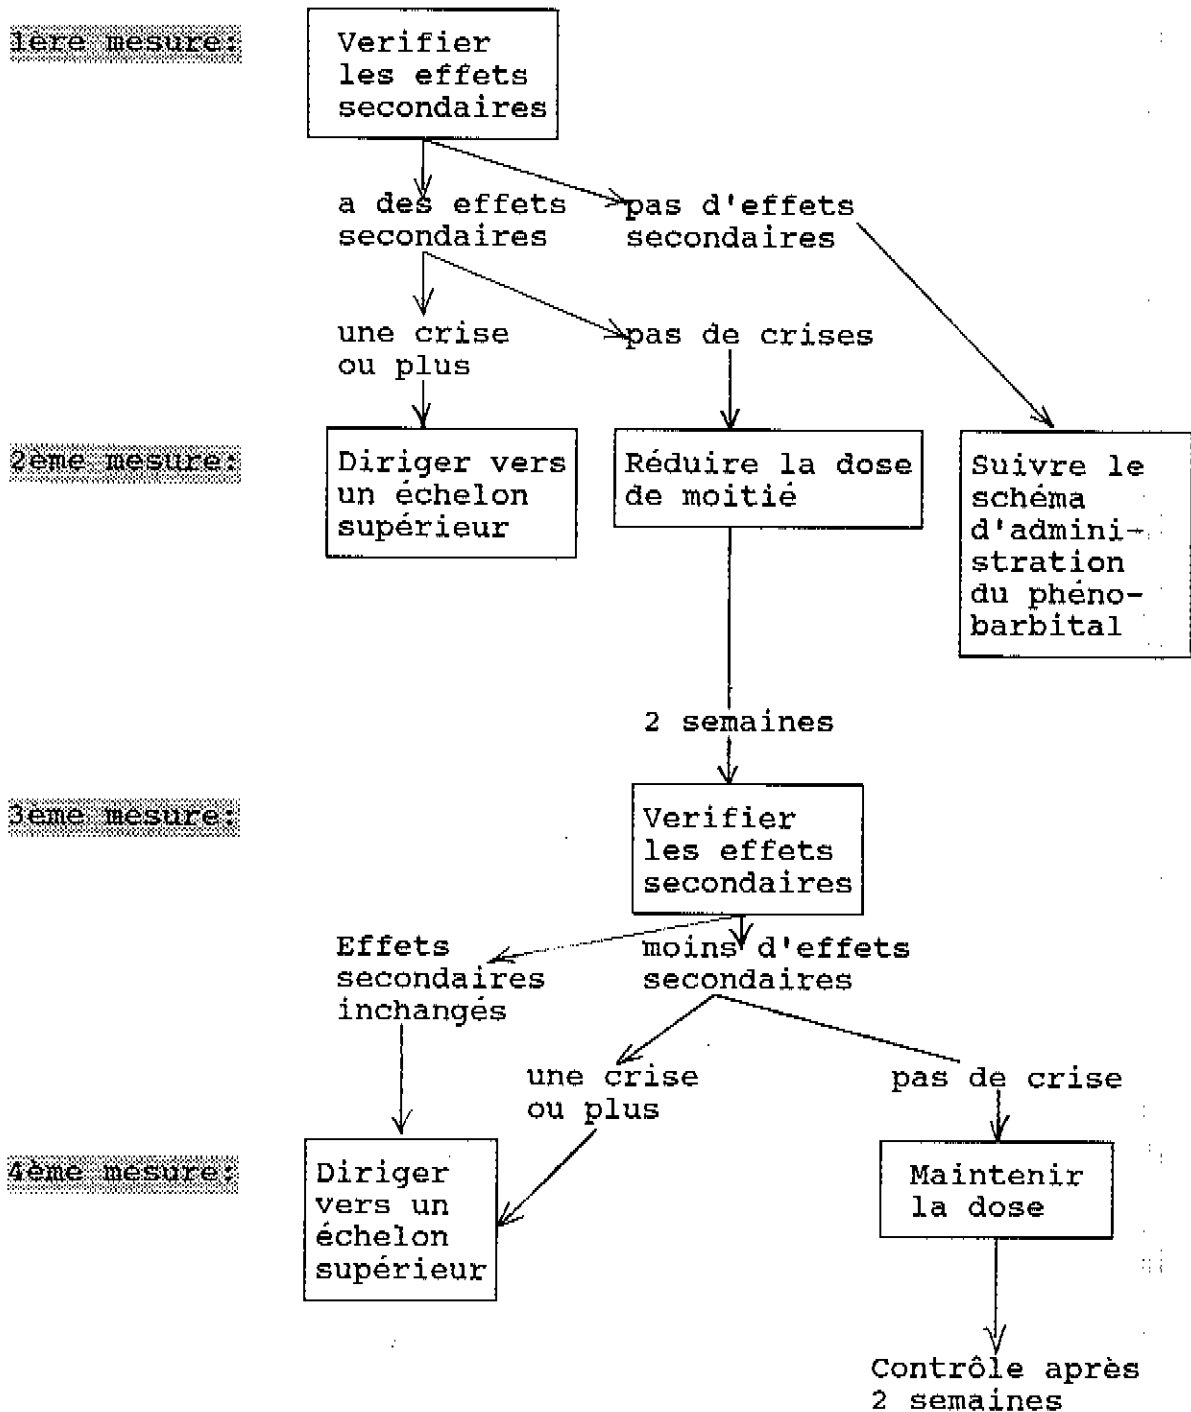 1ère mesure:
Verifier
les effets
secondaires
a des effets
secondaires
pas d'effets
secondaires
une crise
ou plus
pas de crises
2ème mesure:
Diriger vers
un échelon
supérieur
Réduire la dose
de moitié
Suivre le
schéma
d'admini-
stration
du phéno-
barbital
2 semaines
3ème mesure:
Verifier
les effets
secondaires
Effets
secondaires
inchangés
moins d'effets
secondaires
une crise
ou plus
pas de crise
4ème mesure:
Diriger
vers un
échelon
supérieur
Maintenir
la dose
Contrôle après
2 semaines